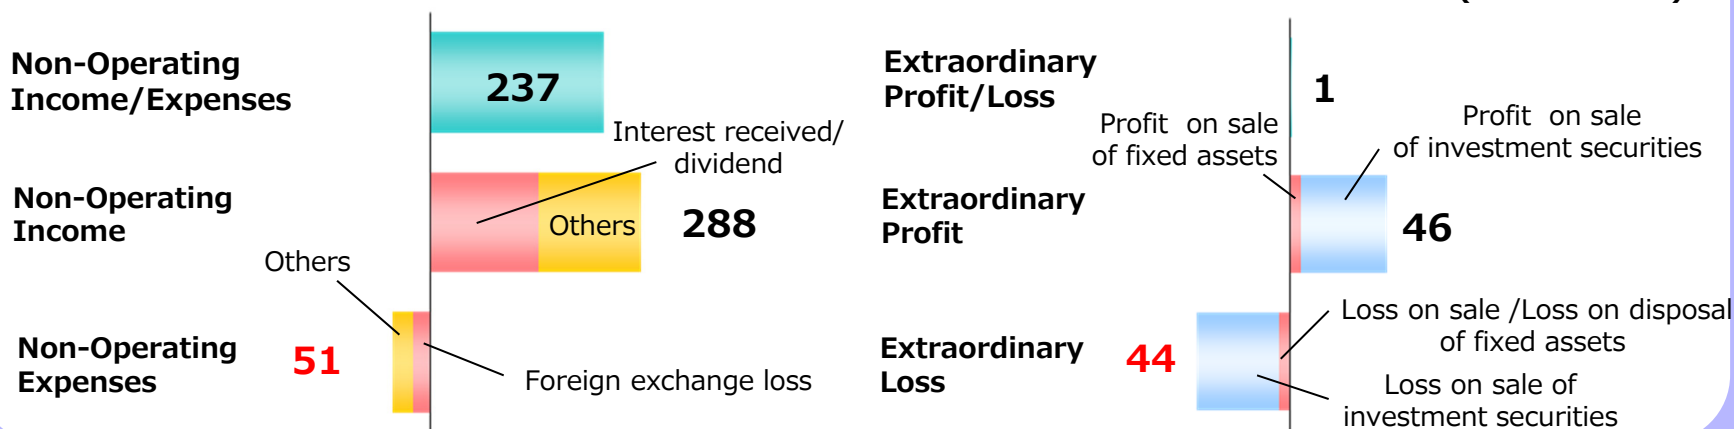 Non-Operating
Income/Expenses
237
Interest received/
dividend
Non-Operating
Income
Others
288
Others
Non-Operating
Expenses
51
Foreign exchange loss
Extraordinary
Profit/Loss
1
Profit on sale
of fixed assets
Profit on sale
of investment securities
Extraordinary
Profit
46
Extraordinary
Loss
44
Loss on sale /Loss on disposal
of fixed assets
Loss on sale of
investment securities